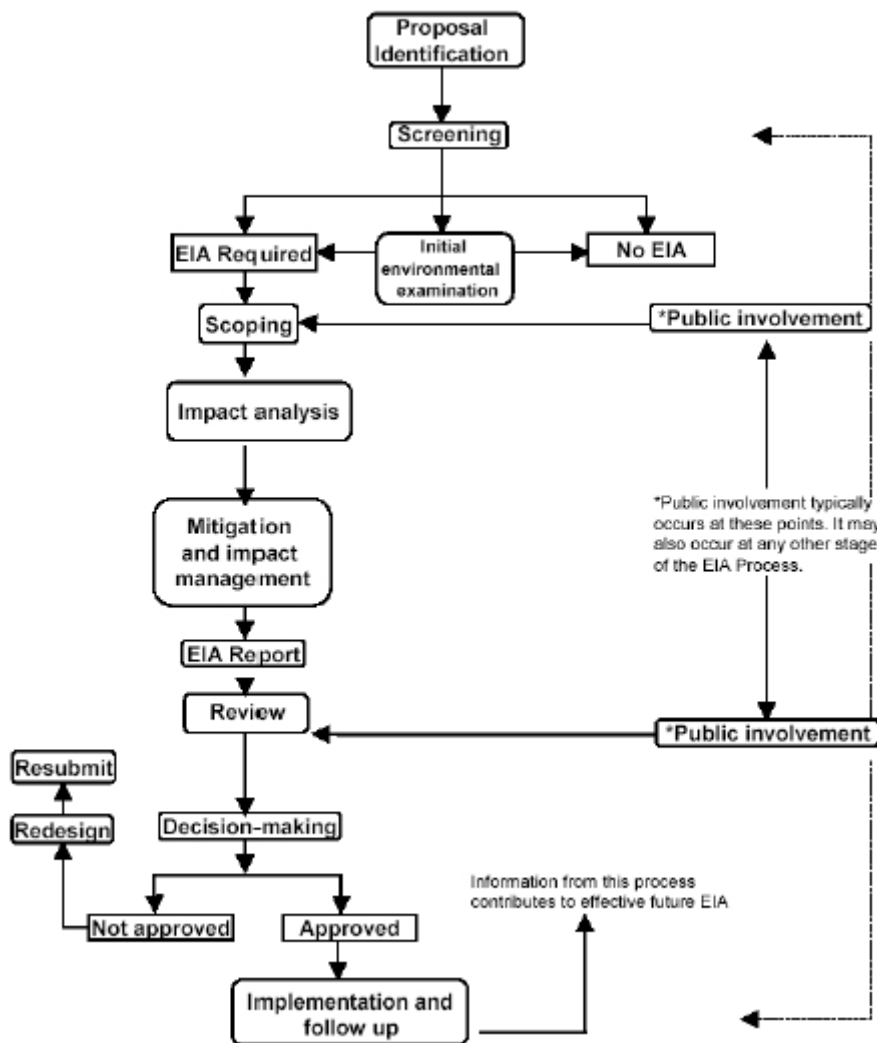 Proposal
Identification
Screening
EIA Required
Initial
environmental
examination
No EIA
Scoping
*Public involvement
Impact analysis
*Public involvement typically
occurs at these points. It may
also occur at any other stage
of the EIA Process.
Mitigation
and impact
management
EIA Report
Review
*Public involvement
Resubmit
Redesign
Decision-making
Not approved
Approved
Information from this process
contributes to effective future EIA
Implementation and
follow up